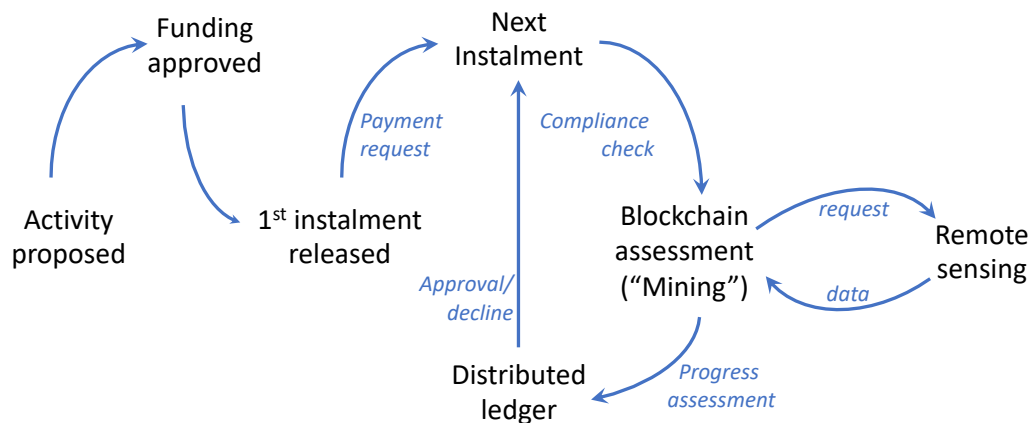 Funding
approved
Next
Instalment
Payment
request
Compliance
check
Activity
proposed
1st instalment
released
Blockchain
assessment
(“Mining”)
request
Remote
sensing
data
Approval/
decline
Distributed
ledger
Progress
assessment